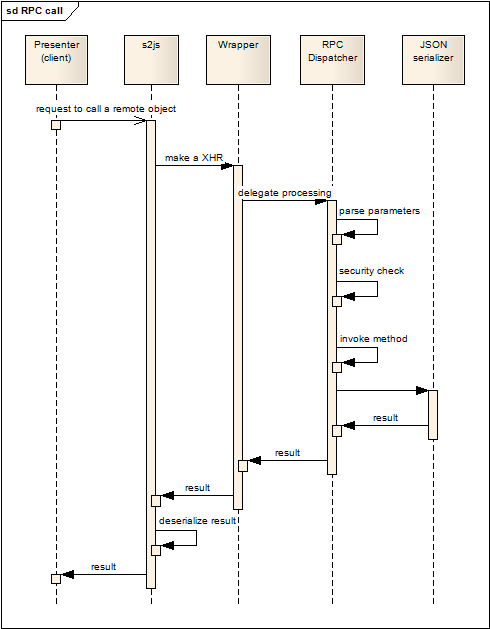 sd RPC call
Presenter
(client)
s2js
Wrapper
RPC
Dispatcher
JSON
serializer
request to call a remote object
make a XHR
delegate processing
parse parameters
security check
invoke method
result
result
result
deserialize result
result